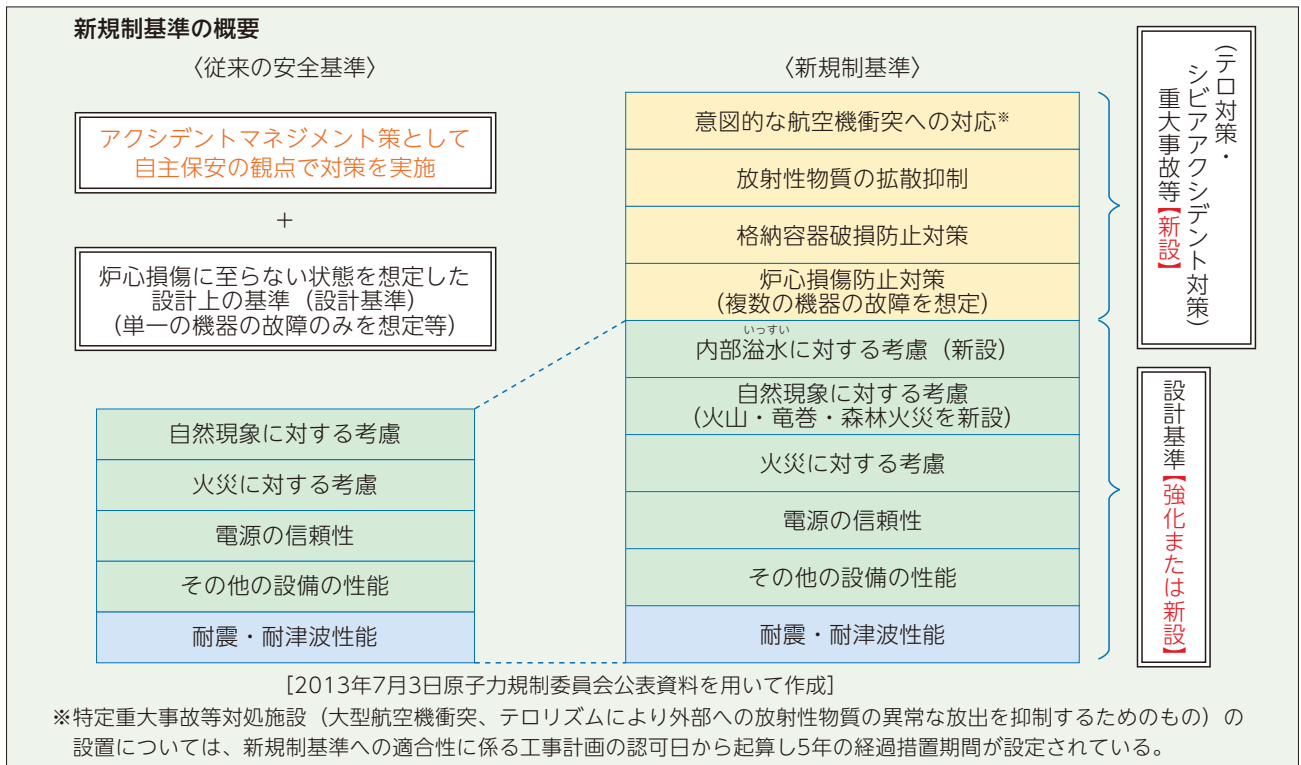 新規制基準の概要
〈従来の安全基準〉
アクシデントマネジメント策として
自主保安の観点で対策を実施
+
炉心損傷に至らない状態を想定した
設計上の基準（設計基準）
（単一の機器の故障のみを想定等）
自然現象に対する考慮
火災に対する考慮
電源の信頼性
その他の設備の性能
耐震・耐津波性能
〈新規制基準〉
意図的な航空機衝突への対応※
放射性物質の拡散抑制
格納容器破損防止対策
炉心損傷防止対策
（複数の機器の故障を想定）
いっすい
内部溢水に対する考慮（新設）
自然現象に対する考慮
（火山・竜巻・森林火災を新設）
火災に対する考慮
電源の信頼性
その他の設備の性能
耐震・耐津波性能
（テロ対策・
シビアアクシデント対策）
重大事故等【新設】
設計基準【強化または新設】
［2013年7月3日原子力規制委員会公表資料を用いて作成］
※特定重大事故等対処施設（大型航空機衝突、テロリズムにより外部への放射性物質の異常な放出を抑制するためのもの）の
設置については、新規制基準への適合性に係る工事計画の認可日から起算し5年の経過措置期間が設定されている。